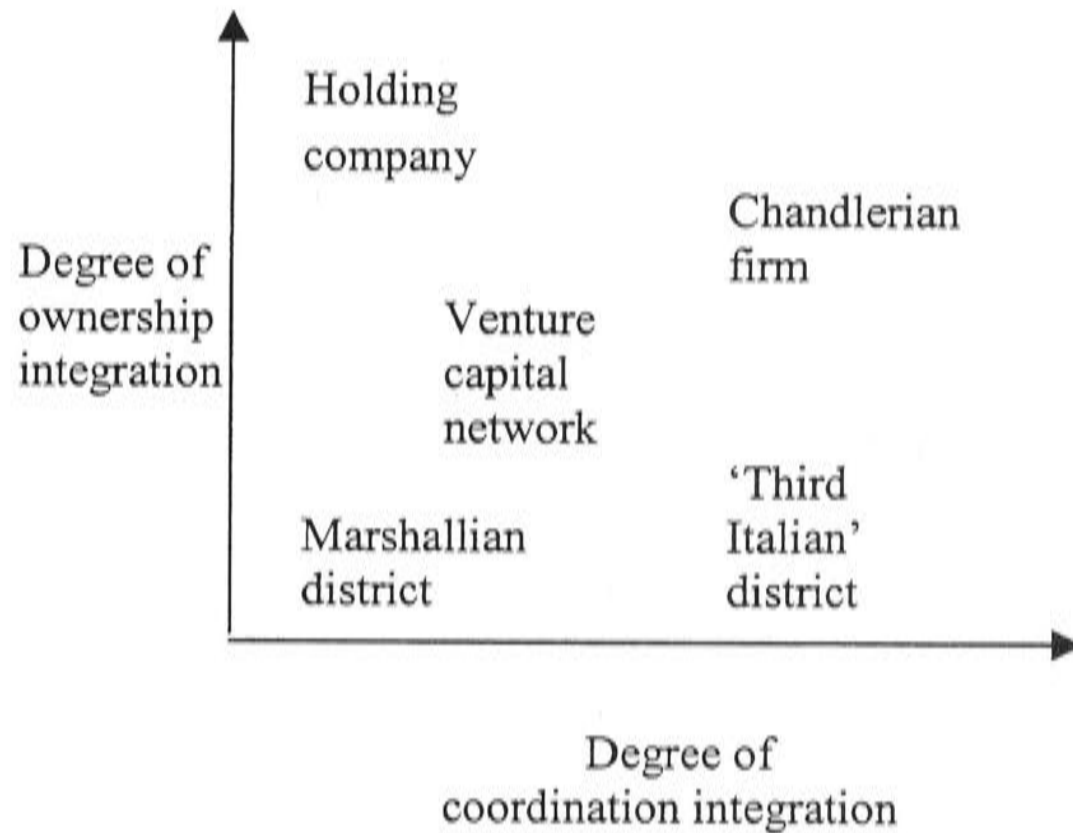 Holding
company
Chandlerian
firm
Degree of
ownership
integration
Venture
capital
network
‘Third
Italian’
district
Marshallian
district
Degree of
coordination integration